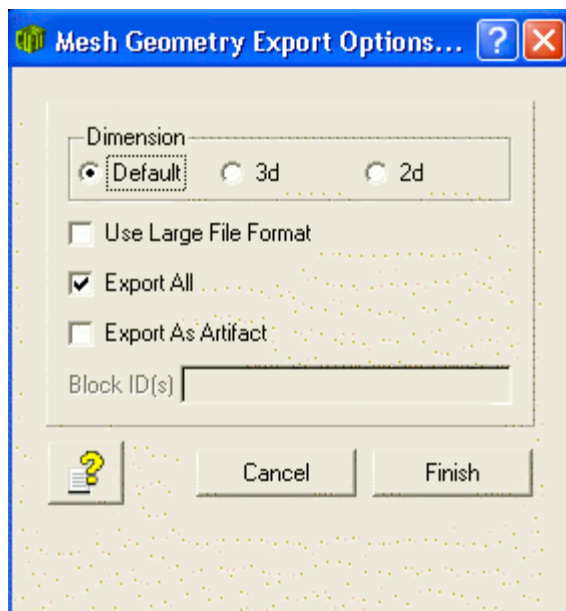 Mesh Geometry Export Options...
Dimension
Default 3d 2d
Use Large File Format
Export All
Export As Artifact
Block ID(s)
Cancel Finish